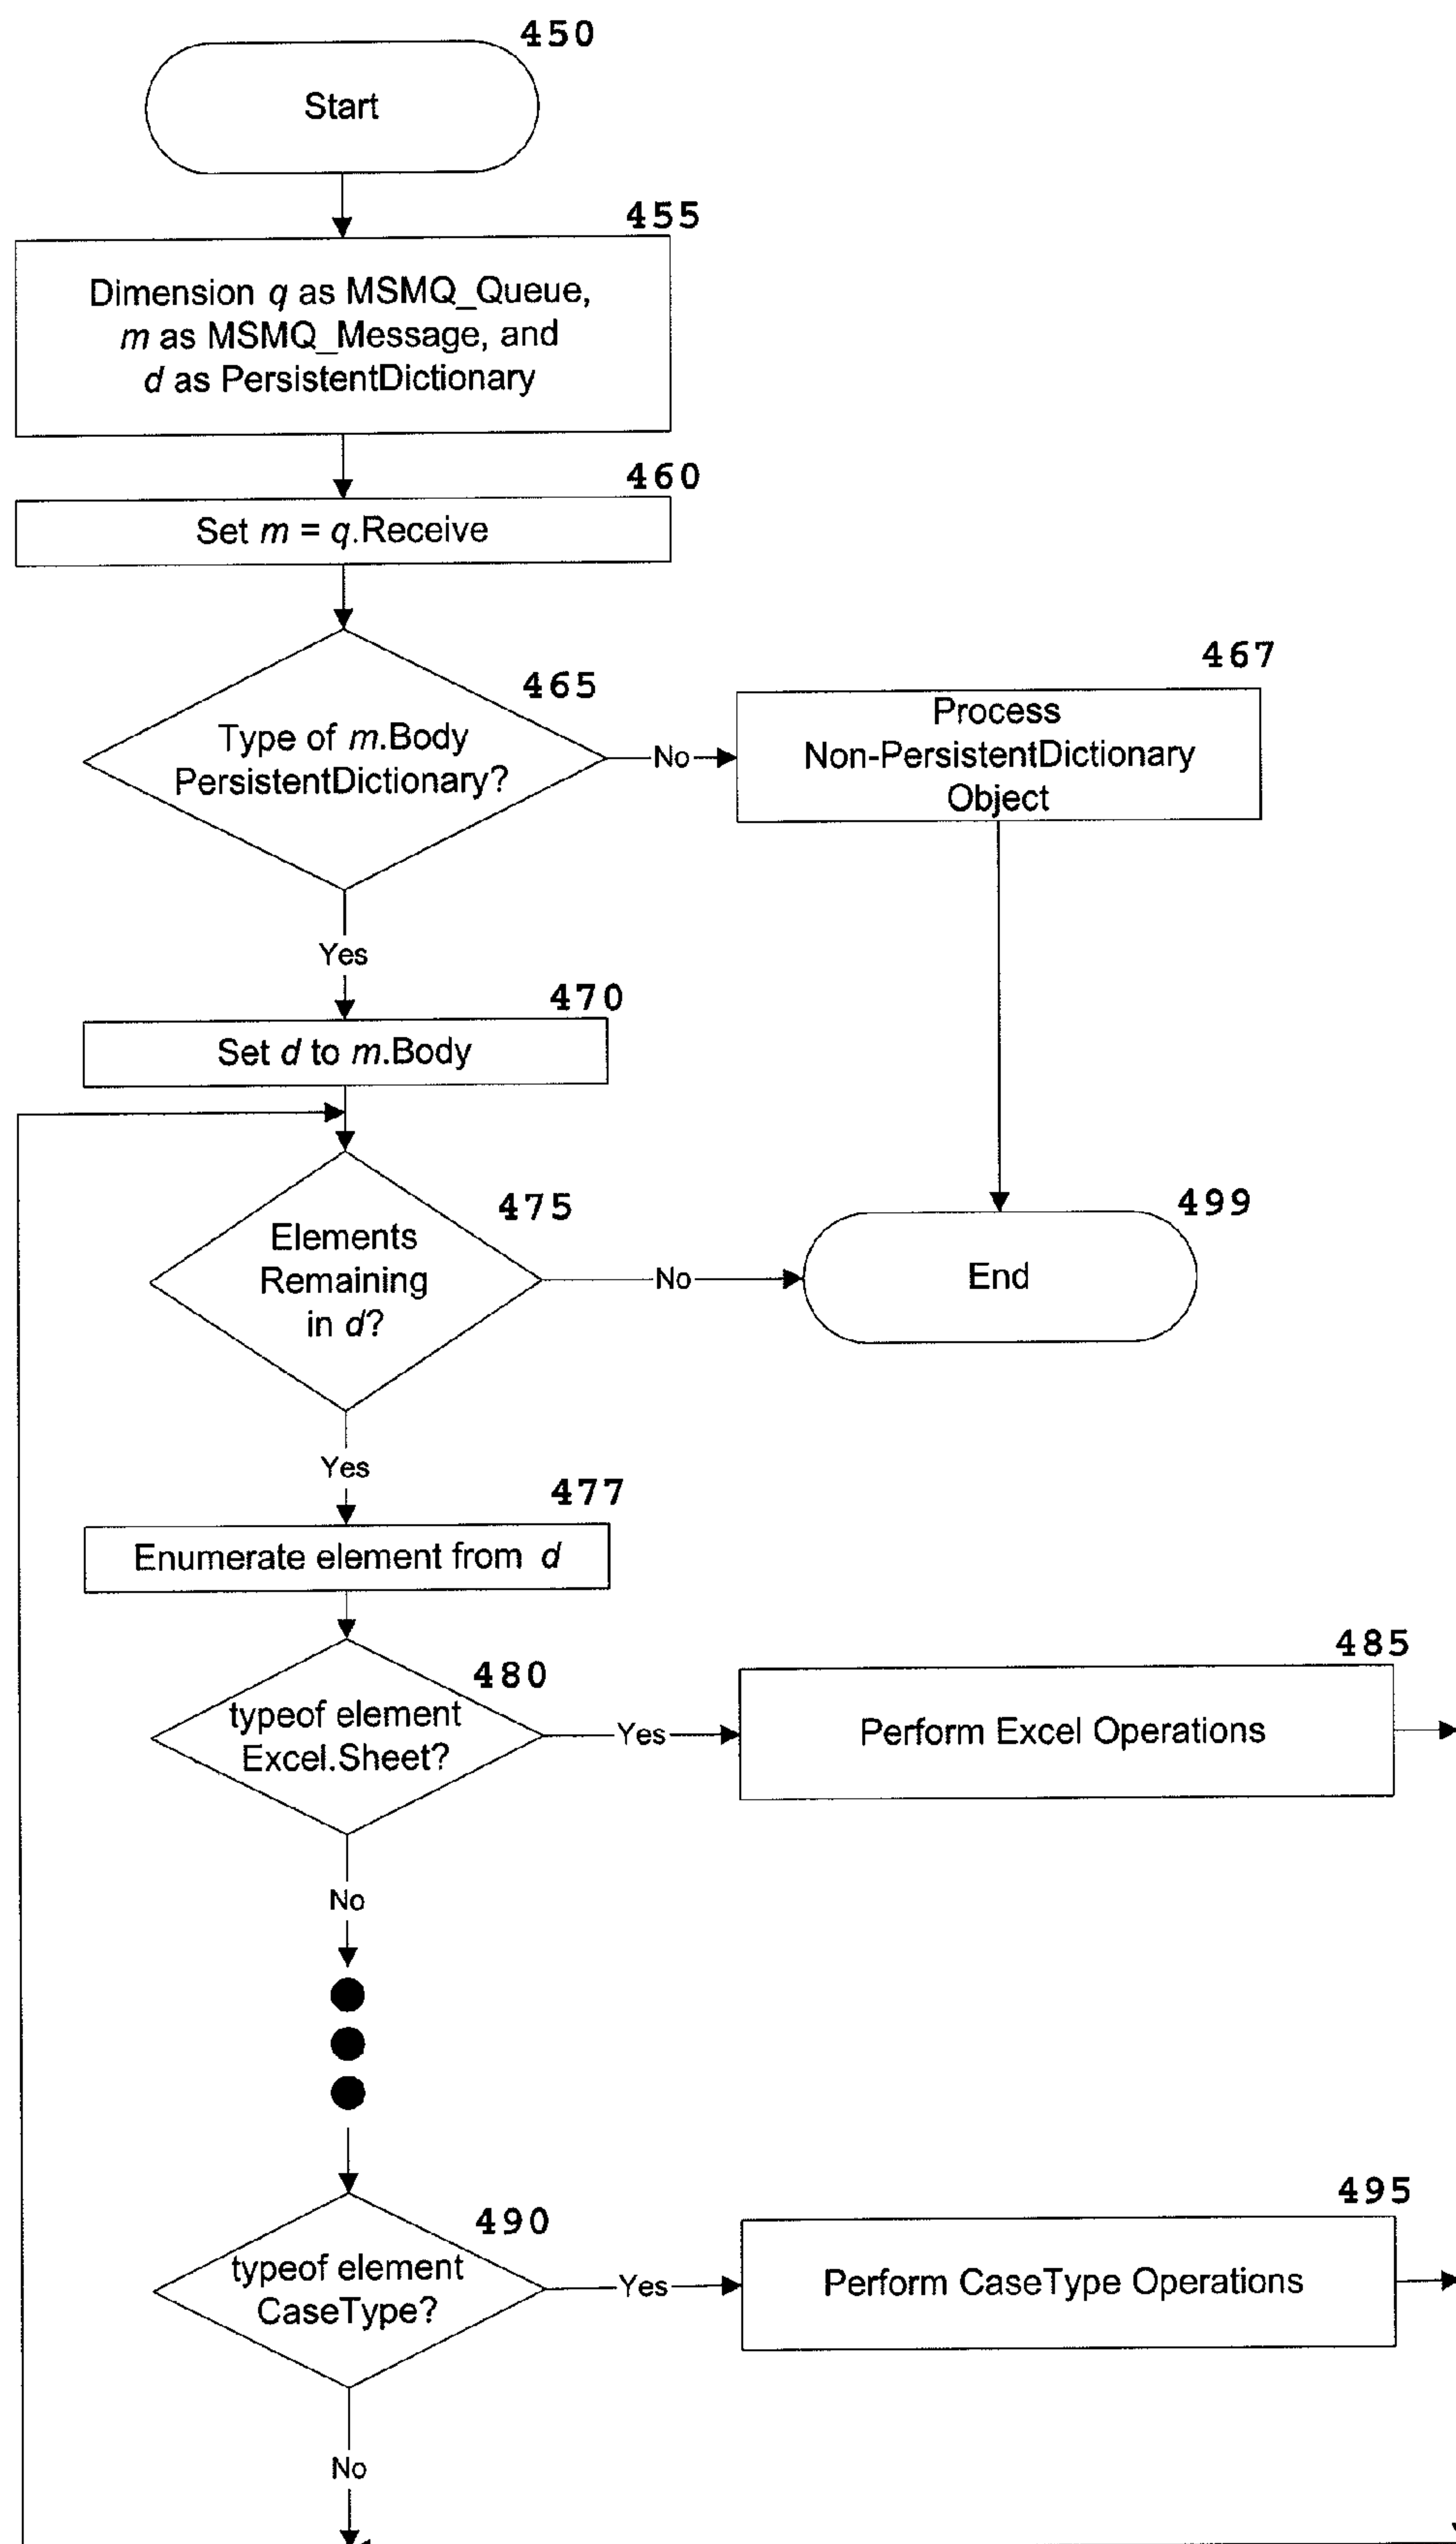 450
Start
455
Dimension q as MSMQ_Queue,
m as MSMQ_Message, and
d as PersistentDictionary
460
Set m = q.Receive
465
Type of m.Body
PersistentDictionary?
No
467
Process
Non-PersistentDictionary
Object
Yes
470
Set d to m.Body
475
Elements
Remaining
in d?
No
499
End
Yes
477
Enumerate element from d
480
typeof element
Excel.Sheet?
Yes
485
Perform Excel Operations
No
490
typeof element
CaseType?
Yes
495
Perform CaseType Operations
No